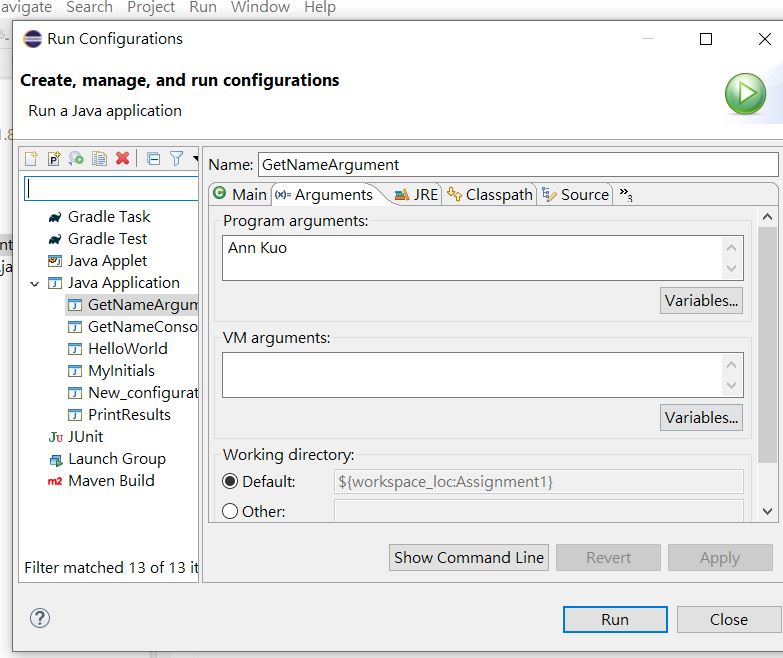 avigate Search Project Run Window Help
Run Configurations
Create, manage, and run configurations
Run a Java application
Name: GetNameArgument
Main (x)= Arguments JRE Classpath Source »3
Gradle Task
Gradle Test
Java Applet
Java Application
GetNameArgum
GetNameConso
HelloWorld
MyInitials
New_configurat
PrintResults
JUnit
Launch Group
Maven Build
Filter matched 13 of 13 it
Program arguments:
Ann Kuo
Variables...
VM arguments:
Variables...
Working directory:
Default: ${workspace_loc:Assignment1}
Other:
Show Command Line Revert Apply
Run Close